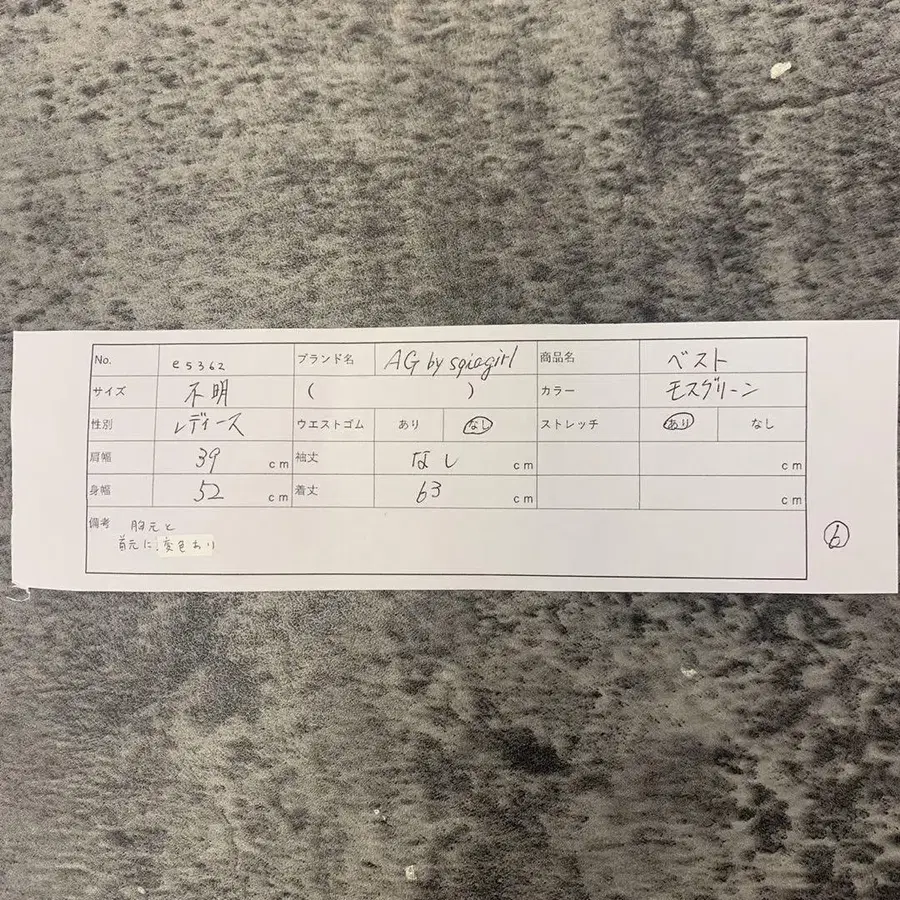 No. e5362 ブランド名 AG by sqiagirl 商品名 ベスト
サイズ 不明 ( ) カラー モスグリーン
性別 レディース ウエストゴム あり なし ストレッチ あり なし
肩幅 39 cm 袖丈 なし cm cm
身幅 52 cm 着丈 63 cm cm
備考 胸元と
首元に変色あり
6